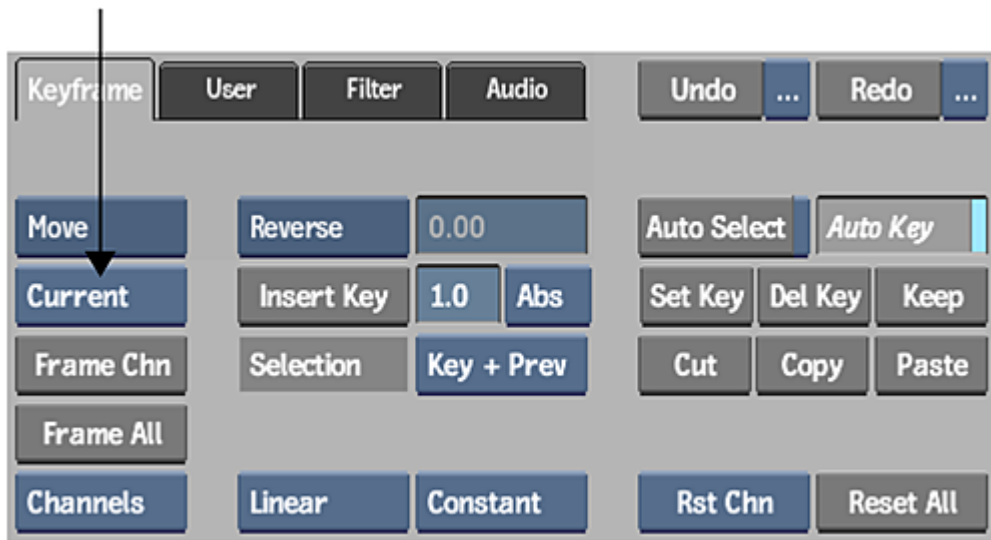 Keyframe User Filter Audio Undo ... Redo ...
Move Reverse 0.00 Auto Select Auto Key
Current Insert Key 1.0 Abs Set Key Del Key Keep
Frame Chn Selection Key + Prev Cut Copy Paste
Frame All
Channels Linear Constant Rst Chn Reset All